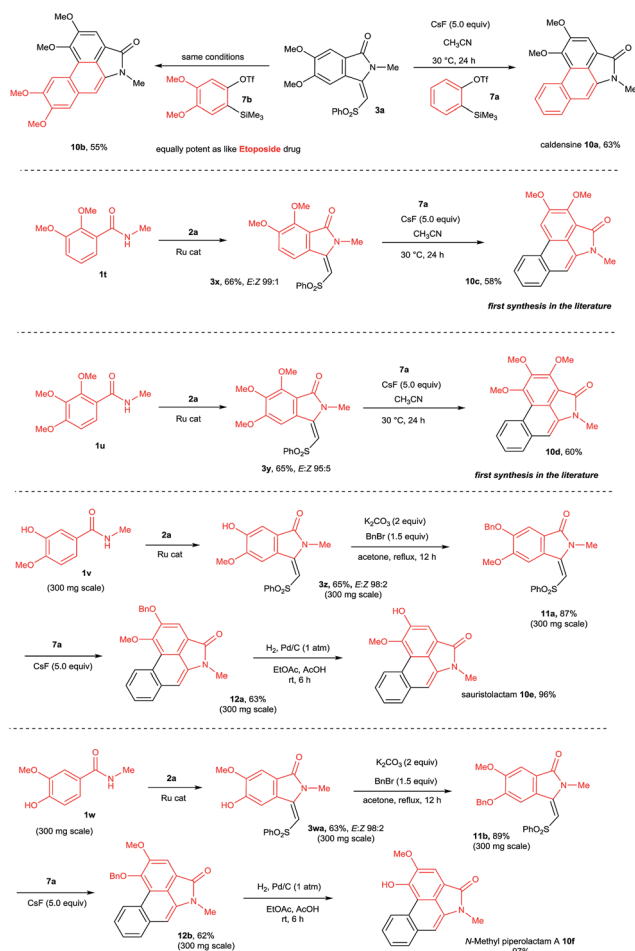 MeO
MeO
O
N
Me
MeO
MeO
10b, 55%
same conditions
MeO
MeO
OTf
SiMe3
7b
equally potent as like Etoposide drug
MeO
MeO
O
N—Me
PhO2S
3a
CsF (5.0 equiv)
CH3CN
30 °C, 24 h
OTf
SiMe3
7a
MeO
MeO
O
N
Me
caldensine 10a, 63%
OMe
MeO
O
N
H
Me
1t
2a
Ru cat
OMe
MeO
O
N—Me
PhO2S
3x, 66%, E:Z 99:1
7a
CsF (5.0 equiv)
CH3CN
30 °C, 24 h
MeO
OMe
O
N
Me
10c, 58%
first synthesis in the literature
OMe
MeO
MeO
O
N
H
Me
1u
2a
Ru cat
OMe
MeO
MeO
O
N—Me
PhO2S
3y, 65%, E:Z 95:5
7a
CsF (5.0 equiv)
CH3CN
30 °C, 24 h
MeO
OMe
MeO
O
N
Me
10d, 60%
first synthesis in the literature
HO
MeO
O
N
H
Me
1v
(300 mg scale)
2a
Ru cat
HO
MeO
O
N—Me
PhO2S
3z, 65%, E:Z 98:2
(300 mg scale)
K2CO3 (2 equiv)
BnBr (1.5 equiv)
acetone, reflux, 12 h
BnO
MeO
O
N—Me
PhO2S
11a, 87%
(300 mg scale)
7a
CsF (5.0 equiv)
BnO
MeO
O
N
Me
12a, 63%
(300 mg scale)
H2, Pd/C (1 atm)
EtOAc, AcOH
rt, 6 h
HO
MeO
O
N
Me
sauristolactam 10e, 96%
MeO
HO
O
N
H
Me
1w
(300 mg scale)
2a
Ru cat
MeO
HO
O
N—Me
PhO2S
3wa, 63%, E:Z 98:2
(300 mg scale)
K2CO3 (2 equiv)
BnBr (1.5 equiv)
acetone, reflux, 12 h
MeO
BnO
O
N—Me
PhO2S
11b, 89%
(300 mg scale)
7a
CsF (5.0 equiv)
MeO
BnO
O
N
Me
12b, 62%
(300 mg scale)
H2, Pd/C (1 atm)
EtOAc, AcOH
rt, 6 h
MeO
HO
O
N
Me
N-Methyl piperolactam A 10f
97%